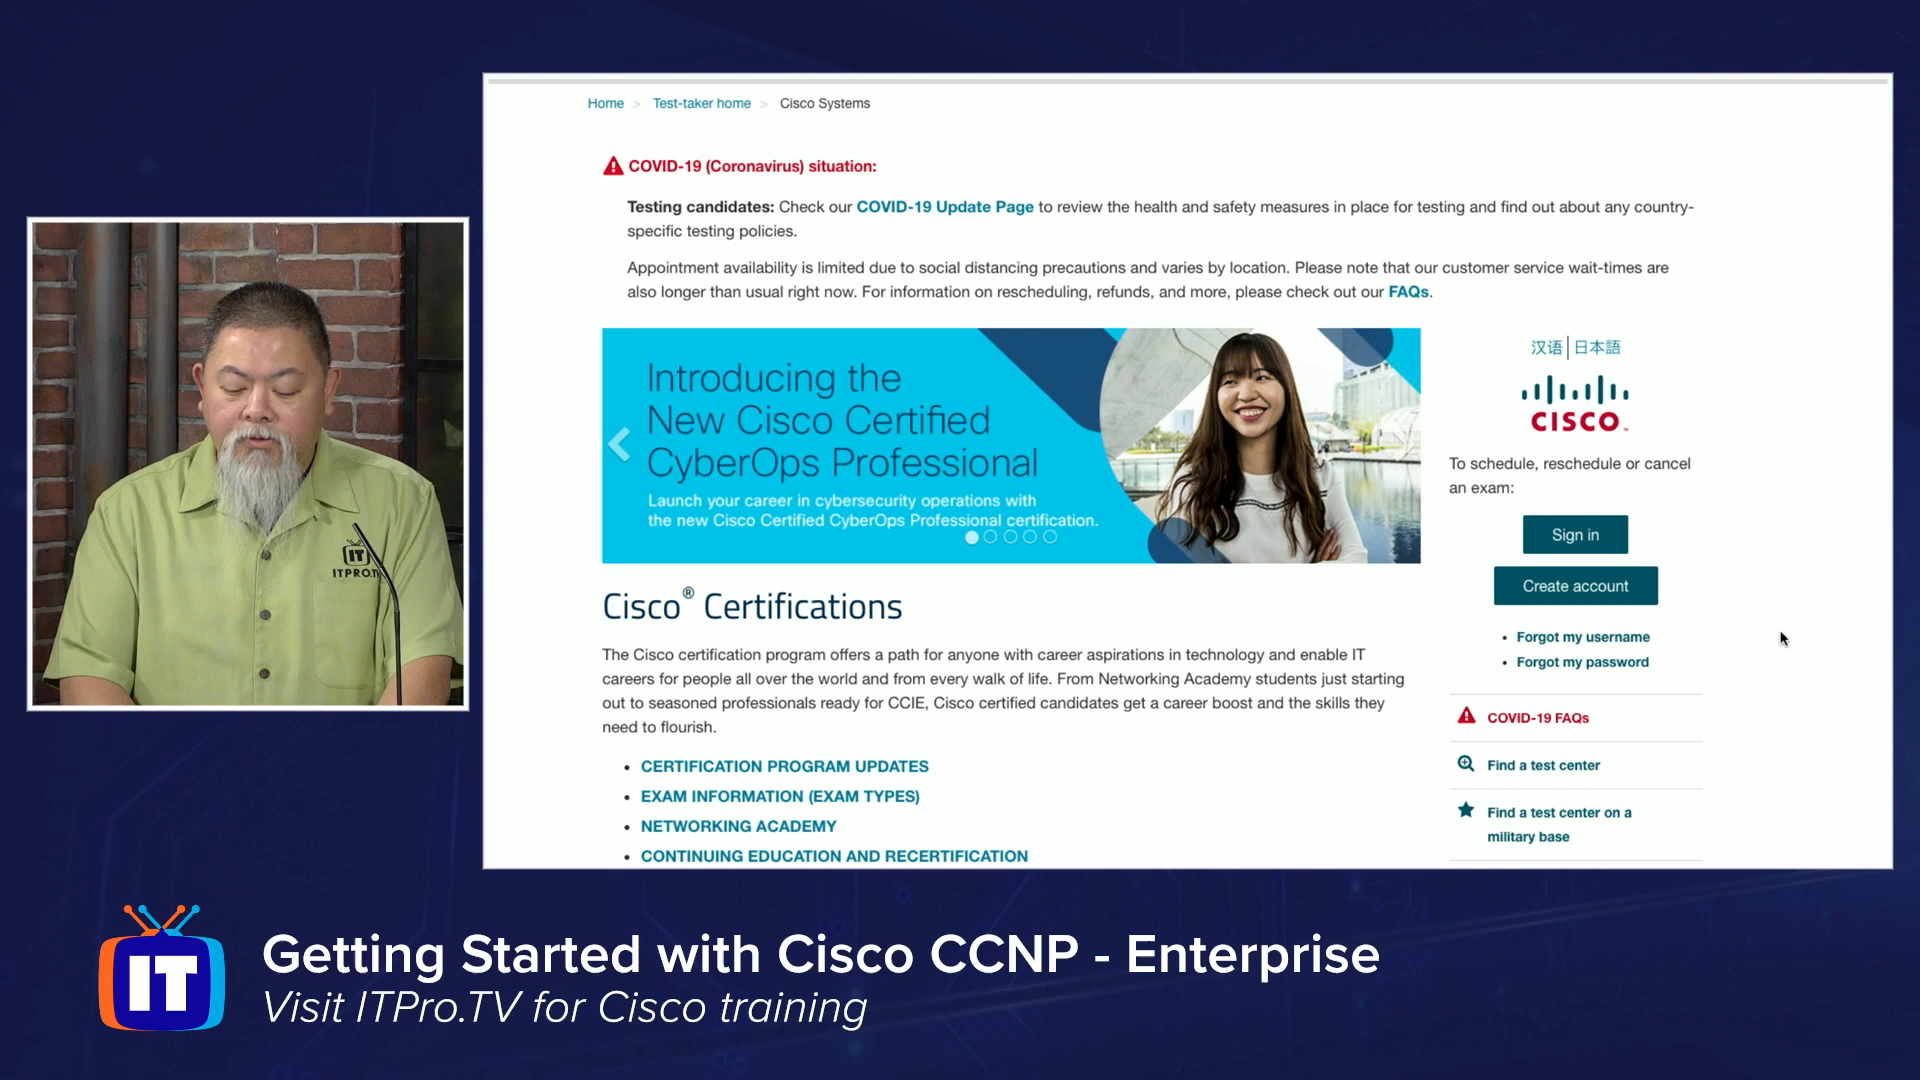 Home > Test-taker home > Cisco Systems
COVID-19 (Coronavirus) situation:
Testing candidates: Check our COVID-19 Update Page to review the health and safety measures in place for testing and find out about any country-
specific testing policies.
Appointment availability is limited due to social distancing precautions and varies by location. Please note that our customer service wait-times are
also longer than usual right now. For information on rescheduling, refunds, and more, please check out our FAQs.
Introducing the
New Cisco Certified
CyberOps Professional
Launch your career in cybersecurity operations with
the new Cisco Certified CyberOps Professional certification.
汉语|日本語
CISCO
To schedule, reschedule or cancel
an exam:
Sign in
Create account
• Forgot my username
• Forgot my password
COVID-19 FAQs
Find a test center
Find a test center on a
military base
Cisco® Certifications
The Cisco certification program offers a path for anyone with career aspirations in technology and enable IT
careers for people all over the world and from every walk of life. From Networking Academy students just starting
out to seasoned professionals ready for CCIE, Cisco certified candidates get a career boost and the skills they
need to flourish.
• CERTIFICATION PROGRAM UPDATES
• EXAM INFORMATION (EXAM TYPES)
• NETWORKING ACADEMY
• CONTINUING EDUCATION AND RECERTIFICATION
IT
ITPRO.T
IT
Getting Started with Cisco CCNP - Enterprise
Visit ITPro.TV for Cisco training